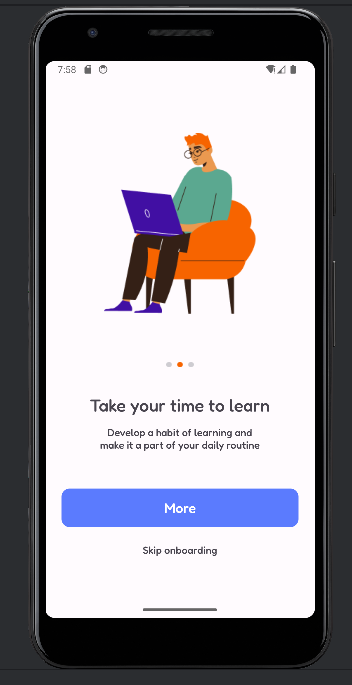 7:58
Take your time to learn
Develop a habit of learning and
make it a part of your daily routine
More
Skip onboarding